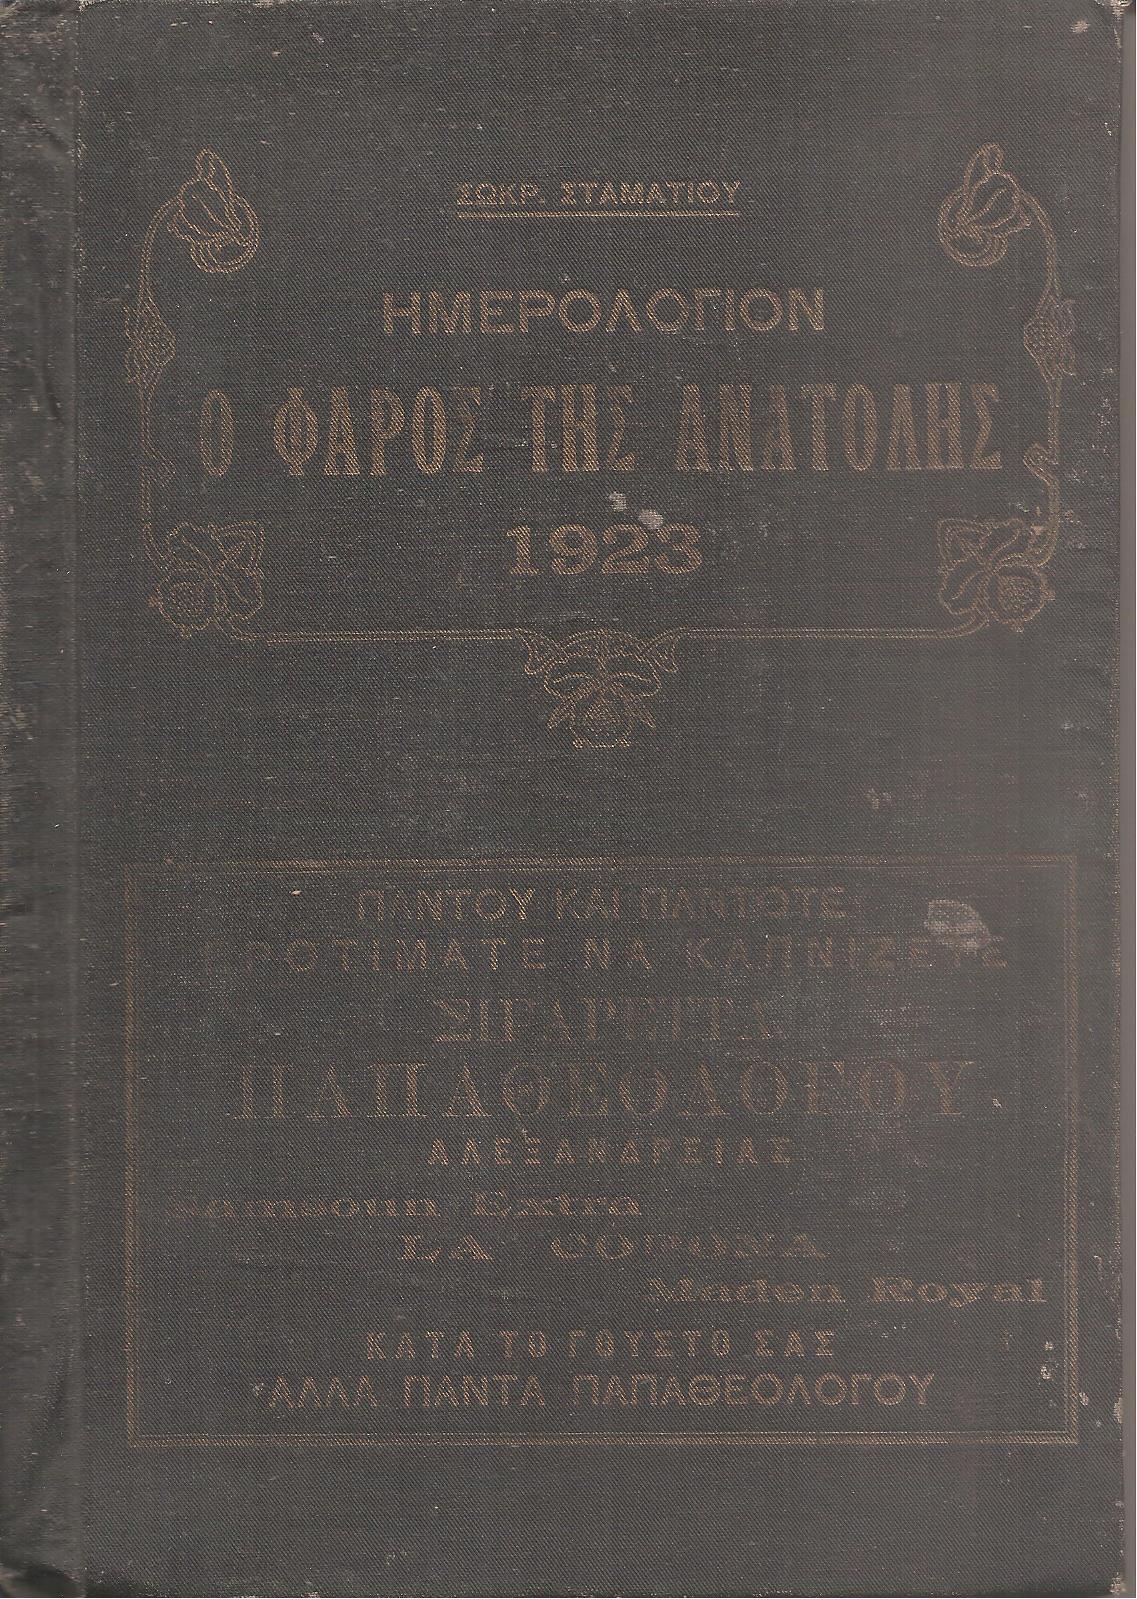 ΣΩΚΡ. ΣΤΑΜΑΤΙΟΥ
ΗΜΕΡΟΛΟΓΙΟΝ
Ο ΦΑΡΟΣ ΤΗΣ ΑΝΑΤΟΛΗΣ
1923
ΠΑΝΤΟΥ ΚΑΙ ΠΑΝΤΟΤΕ
ΠΡΟΤΙΜΑΤΕ ΝΑ ΚΑΠΝΙΖΕΤΕ
ΣΙΓΑΡΕΤΤΑ
ΠΑΠΑΘΕΟΛΟΓΟΥ
ΑΛΕΞΑΝΔΡΕΙΑΣ
Samsoun Extra
LA CORONA
Maden Royal
ΚΑΤΑ ΤΟ ΓΟΥΣΤΟ ΣΑΣ
ΑΛΛΑ ΠΑΝΤΑ ΠΑΠΑΘΕΟΛΟΓΟΥ